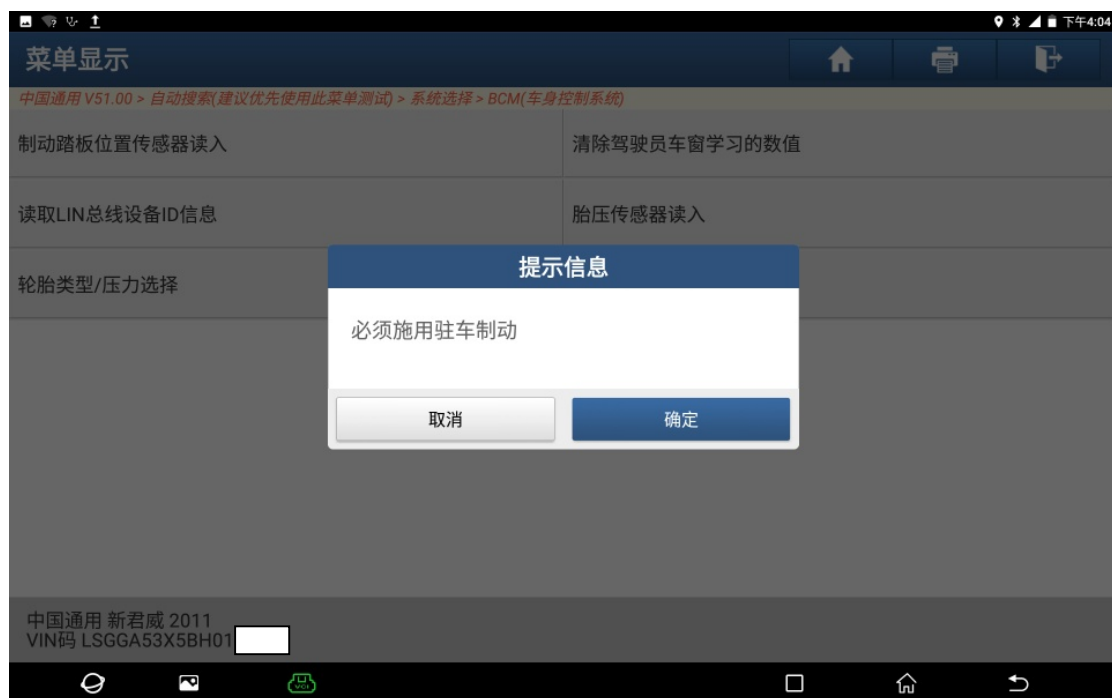 下午4:04
菜单显示
中国通用 V51.00 > 自动搜索(建议优先使用此菜单测试) > 系统选择 > BCM(车身控制系统)
制动踏板位置传感器读入
清除驾驶员车窗学习的数值
读取LIN总线设备ID信息
胎压传感器读入
轮胎类型/压力选择
提示信息
必须施用驻车制动
取消
确定
中国通用 新君威 2011
VIN码 LSGGA53X5BH01
VCI